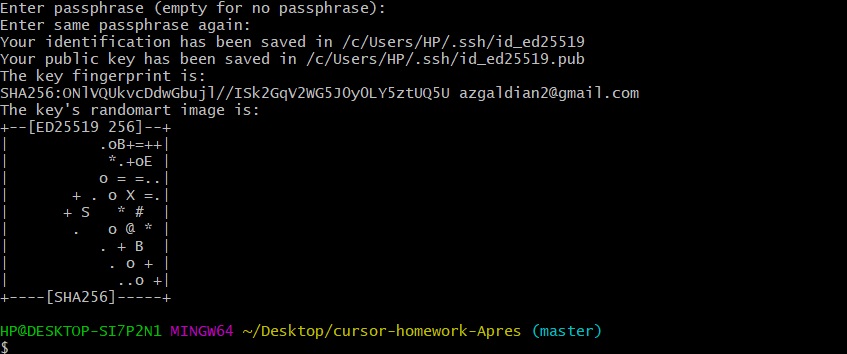 Enter passphrase (empty for no passphrase):
Enter same passphrase again:
Your identification has been saved in /c/Users/HP/.ssh/id_ed25519
Your public key has been saved in /c/Users/HP/.ssh/id_ed25519.pub
The key fingerprint is:
SHA256:ONlVQUkvcDdwGbujl//ISk2GqV2WG5J0y0LY5ztUQ5U azgaldian2@gmail.com
The key's randomart image is:
+--[ED25519 256]--+
|          .oB+=++|
|           *.+oE |
|          o = =..|
|       + . o X =.|
|      + S   * #  |
|       .   o @ * |
|          . + B  |
|           . o + |
|            ..o +|
+----[SHA256]-----+
HP@DESKTOP-SI7P2N1 MINGW64 ~/Desktop/cursor-homework-Apres (master)
$